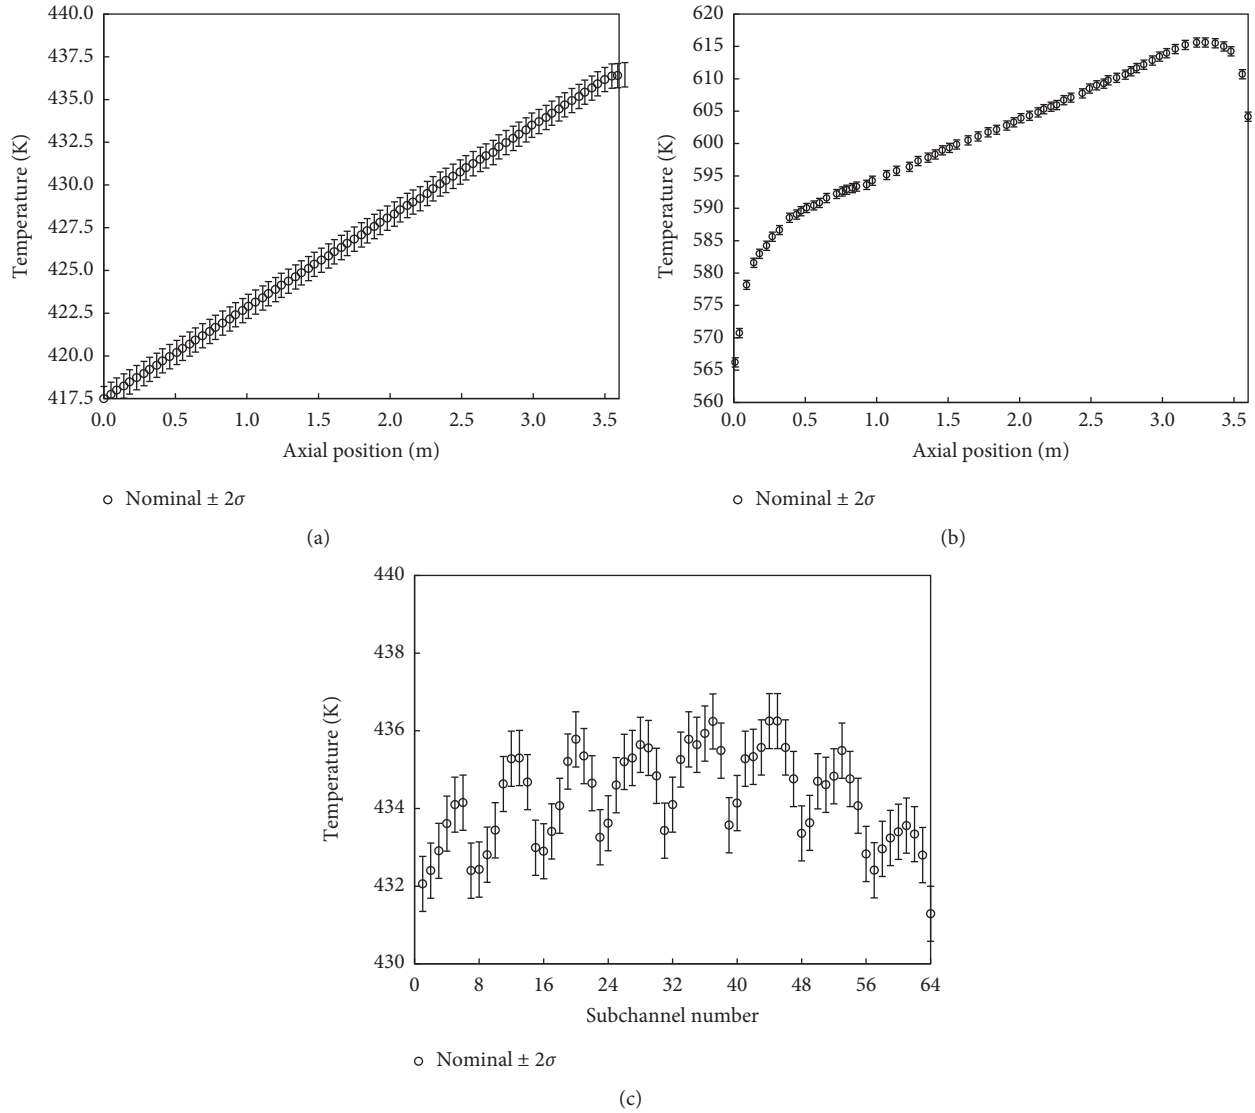 440.0
437.5
435.0
432.5
430.0
427.5
425.0
422.5
420.0
417.5
Temperature (K)
0.0 0.5 1.0 1.5 2.0 2.5 3.0 3.5
Axial position (m)
Nominal ± 2σ
(a)
620
615
610
605
600
595
590
585
580
575
570
565
560
Temperature (K)
0.0 0.5 1.0 1.5 2.0 2.5 3.0 3.5
Axial position (m)
Nominal ± 2σ
(b)
440
438
436
434
432
430
Temperature (K)
0 8 16 24 32 40 48 56 64
Subchannel number
Nominal ± 2σ
(c)